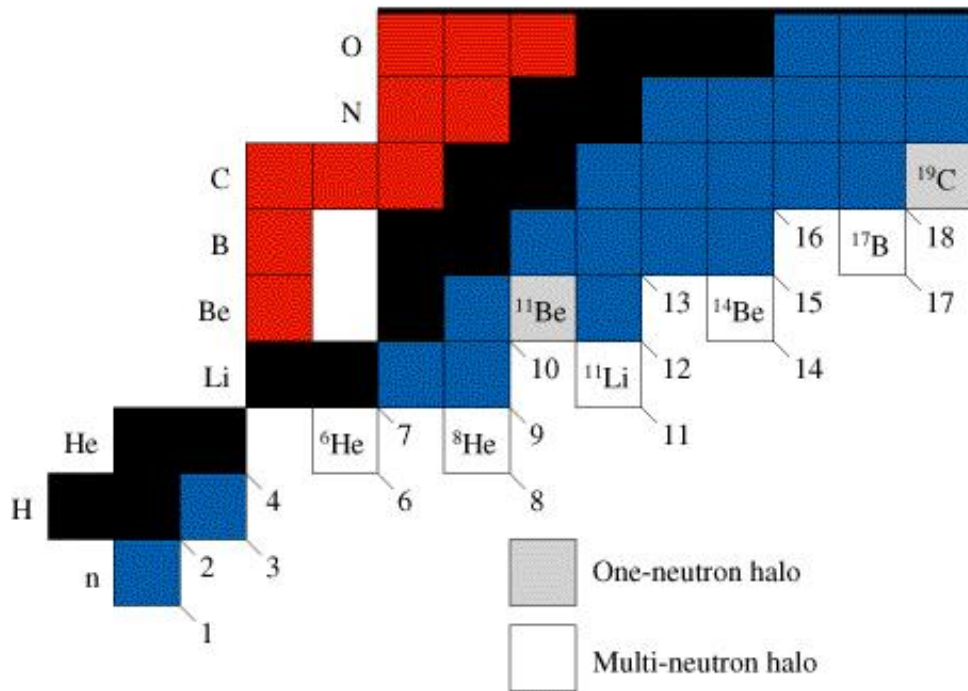 O
N
C ¹⁹C
B 16 ¹⁷B 18
Be ¹¹Be 13 ¹⁴Be 15 17
Li 10 ¹¹Li 12 14
He ⁶He 7 ⁸He 9 11
H 4 6 8
n 2 3 One-neutron halo
1
Multi-neutron halo